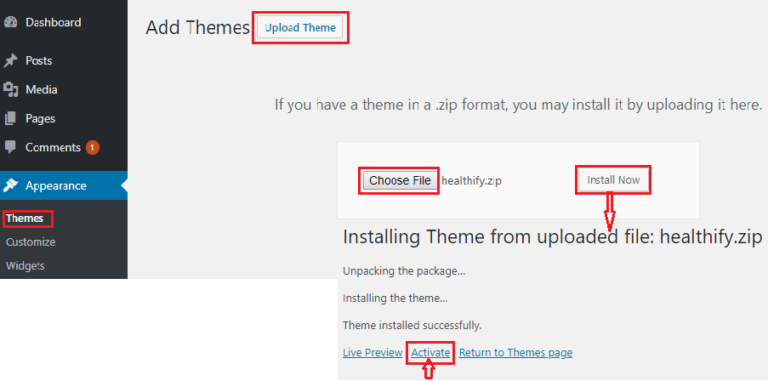 Dashboard
Posts
Media
Pages
Comments 1
Appearance
Themes
Customize
Widgets
Add Themes Upload Theme
If you have a theme in a .zip format, you may install it by uploading it here.
Choose File healthify.zip Install Now
Installing Theme from uploaded file: healthify.zip
Unpacking the package...
Installing the theme...
Theme installed successfully.
Live Preview Activate Return to Themes page